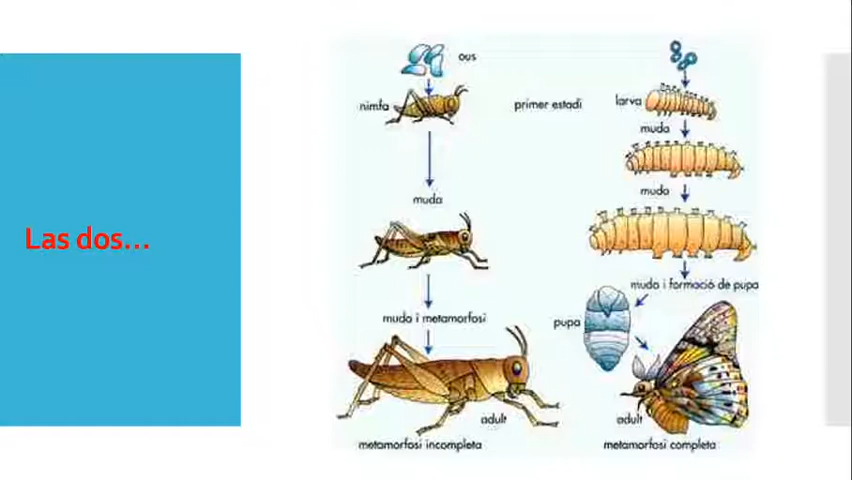 Las dos...
ous
nimfa
primer estadi
larva
muda
muda
muda
muda i formació de pupa
muda i metamorfosi
pupa
adult
adult
metamorfosi incompleta
metamorfosi completa